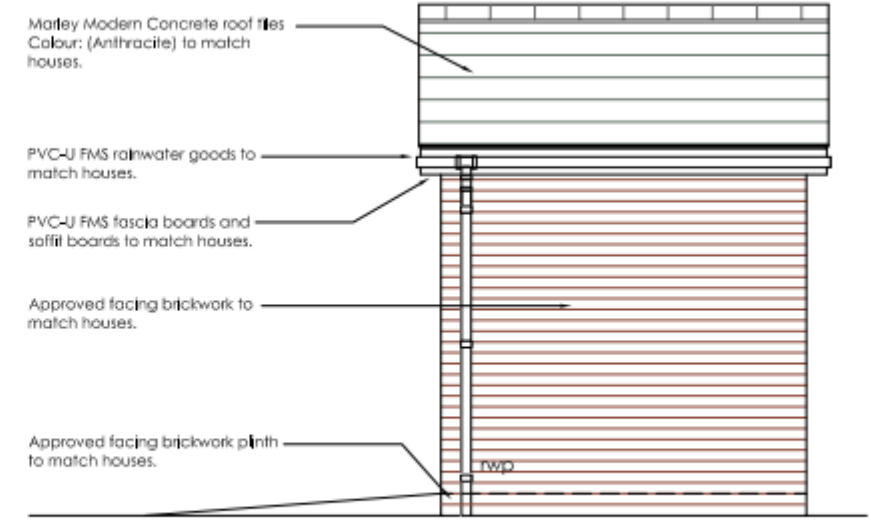 Marley Modern Concrete roof tiles
Colour: (Anthracite) to match
houses.
PVC-U FMS rainwater goods to
match houses.
PVC-U FMS fascia boards and
soffit boards to match houses.
Approved facing brickwork to
match houses.
Approved facing brickwork plinth
to match houses.
rwp